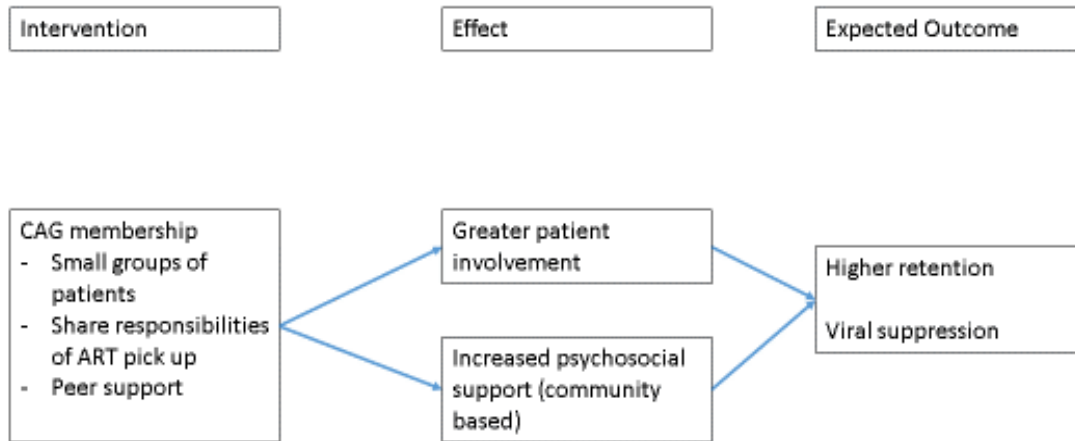 Intervention
Effect
Expected Outcome
CAG membership
- Small groups of
patients
- Share responsibilities
of ART pick up
- Peer support
Greater patient
involvement
Increased psychosocial
support (community
based)
Higher retention
Viral suppression